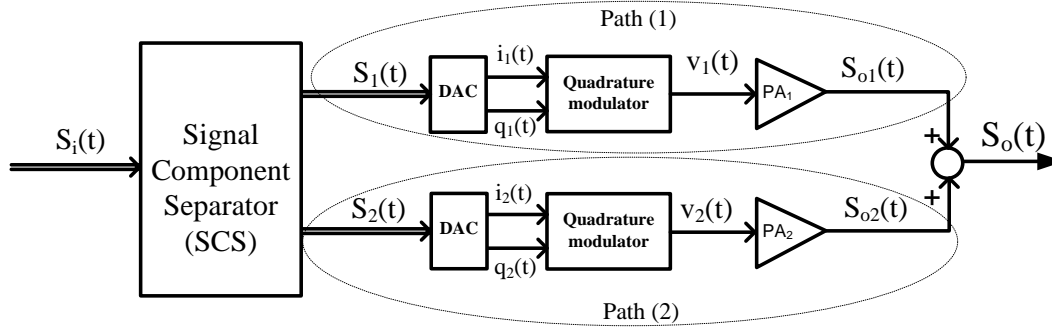 Path (1)
S₁(t)
DAC
i₁(t)
q₁(t)
Quadrature
modulator
v₁(t)
PA₁
Sₒ₁(t)
Sᵢ(t)
Signal
Component
Separator
(SCS)
+
+
Sₒ(t)
S₂(t)
DAC
i₂(t)
q₂(t)
Quadrature
modulator
v₂(t)
PA₂
Sₒ₂(t)
Path (2)